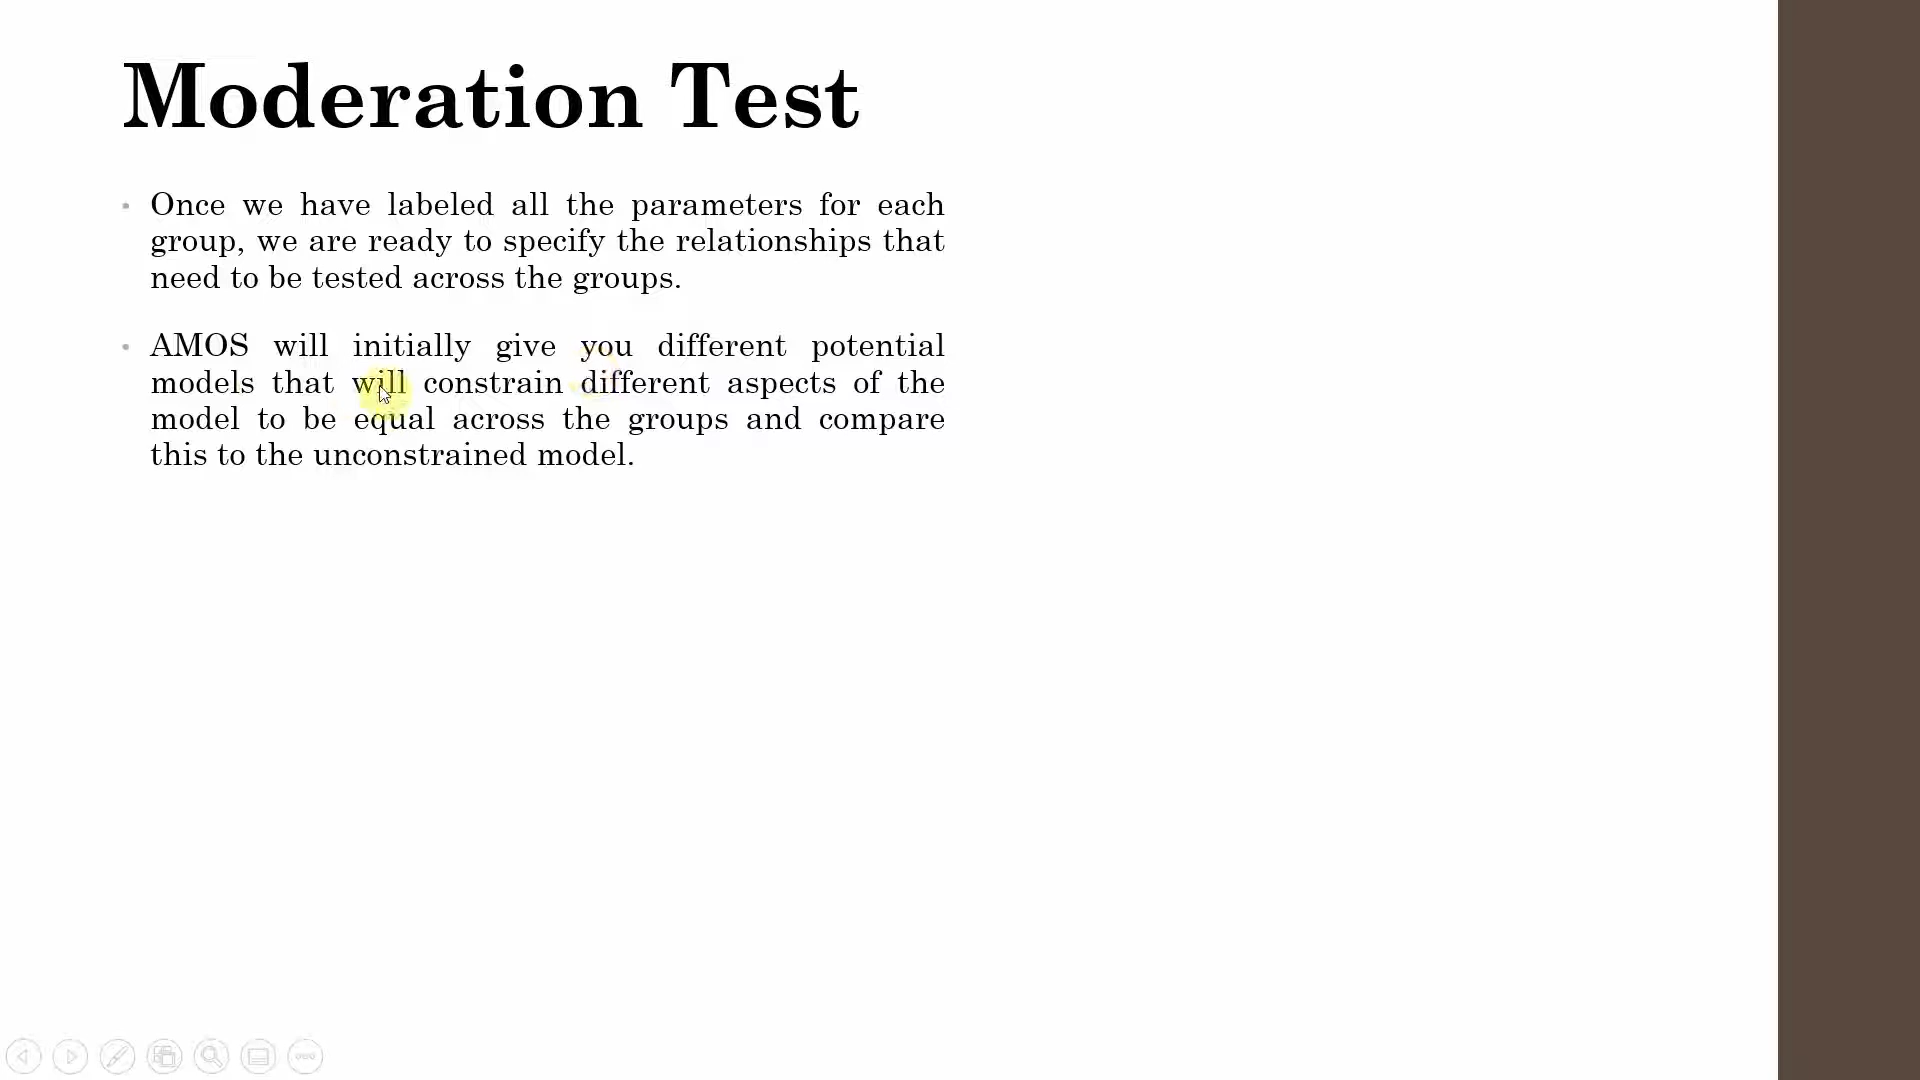 Moderation Test
Once we have labeled all the parameters for each
group, we are ready to specify the relationships that
need to be tested across the groups.
AMOS will initially give you different potential
models that will constrain different aspects of the
model to be equal across the groups and compare
this to the unconstrained model.